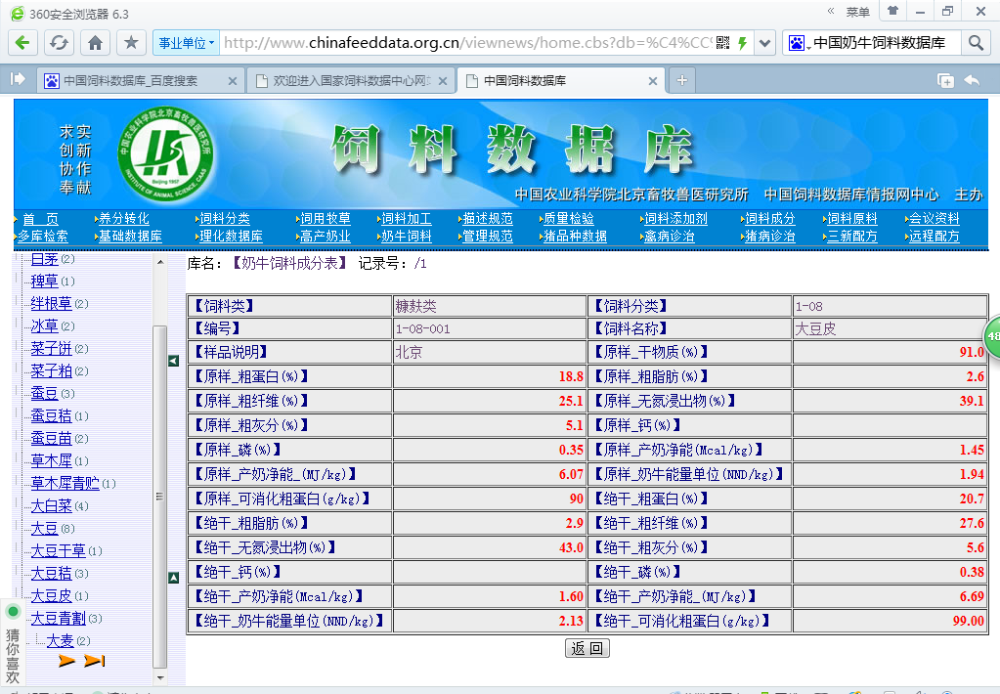 360安全浏览器 6.3
« 菜单
事业单位 http://www.chinafeeddata.org.cn/viewnews/home.cbs?db=%C4%CC% 中国奶牛饲料数据库
中国饲料数据库_百度搜索 × 欢迎进入国家饲料数据中心网 × 中国饲料数据库 ×
求实
创新
协作
奉献
中国农业科学院北京畜牧兽医研究所
INSTITUTE OF ANIMAL SCIENCE, CAAS
Beijing 1957
饲料数据库
中国农业科学院北京畜牧兽医研究所 中国饲料数据库情报网中心 主办
首 页 养分转化 饲料分类 饲用牧草 饲料加工 描述规范 质量检验 饲料添加剂 饲料成分 饲料原料 会议资料
多库检索 基础数据库 理化数据库 高产奶业 奶牛饲料 管理规范 猪品种数据 禽病诊治 猪病诊治 三新配方 远程配方
白茅(2)
稗草(1)
绊根草(2)
冰草(2)
菜子饼(2)
菜子粕(2)
蚕豆(3)
蚕豆秸(1)
蚕豆苗(2)
草木犀(1)
草木犀青贮(1)
大白菜(4)
大豆(8)
大豆干草(1)
大豆秸(3)
大豆皮(1)
大豆青割(3)
大麦(2)
猜你喜欢
库名：【奶牛饲料成分表】 记录号：/1
【饲料类】 糠麸类 【饲料分类】 1-08
【编号】 1-08-001 【饲料名称】 大豆皮
【样品说明】 北京 【原样_干物质(%)】 91.0
【原样_粗蛋白(%)】 18.8 【原样_粗脂肪(%)】 2.6
【原样_粗纤维(%)】 25.1 【原样_无氮浸出物(%)】 39.1
【原样_粗灰分(%)】 5.1 【原样_钙(%)】
【原样_磷(%)】 0.35 【原样_产奶净能(Mcal/kg)】 1.45
【原样_产奶净能_(MJ/kg)】 6.07 【原样_奶牛能量单位(NND/kg)】 1.94
【原样_可消化粗蛋白(g/kg)】 90 【绝干_粗蛋白(%)】 20.7
【绝干_粗脂肪(%)】 2.9 【绝干_粗纤维(%)】 27.6
【绝干_无氮浸出物(%)】 43.0 【绝干_粗灰分(%)】 5.6
【绝干_钙(%)】 【绝干_磷(%)】 0.38
【绝干_产奶净能(Mcal/kg)】 1.60 【绝干_产奶净能_(MJ/kg)】 6.69
【绝干_奶牛能量单位(NND/kg)】 2.13 【绝干_可消化粗蛋白(g/kg)】 99.00
返 回
48